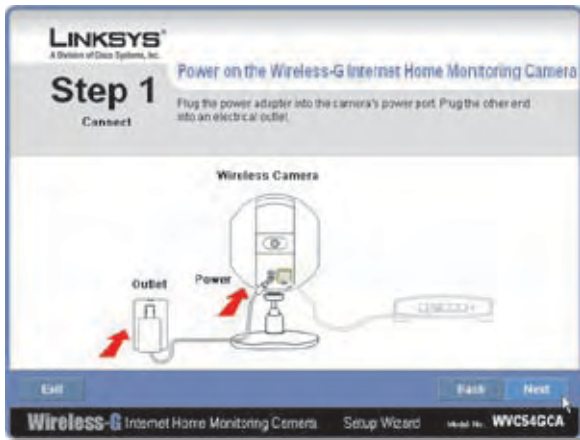 LINKSYS®
A Division of Cisco Systems, Inc.
Step 1
Connect
Power on the Wireless-G Internet Home Monitoring Camera
Plug the power adapter into the camera's power port. Plug the other end
into an electrical outlet.
Wireless Camera
Outlet
Power
Exit
Back
Next
Wireless-G Internet Home Monitoring Camera
Setup Wizard
Model No. WVC54GCA